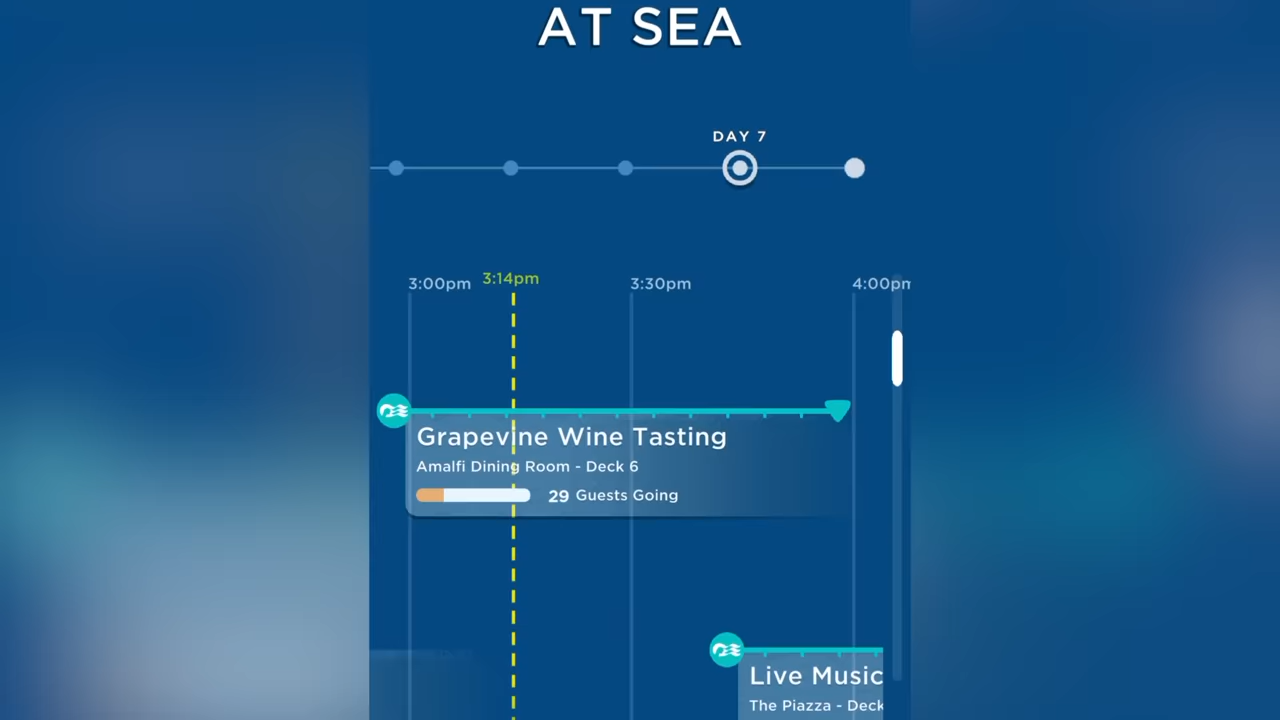 AT SEA
DAY 7
3:00pm 3:14pm 3:30pm 4:00pm
Grapevine Wine Tasting
Amalfi Dining Room - Deck 6
29 Guests Going
Live Music
The Piazza - Deck